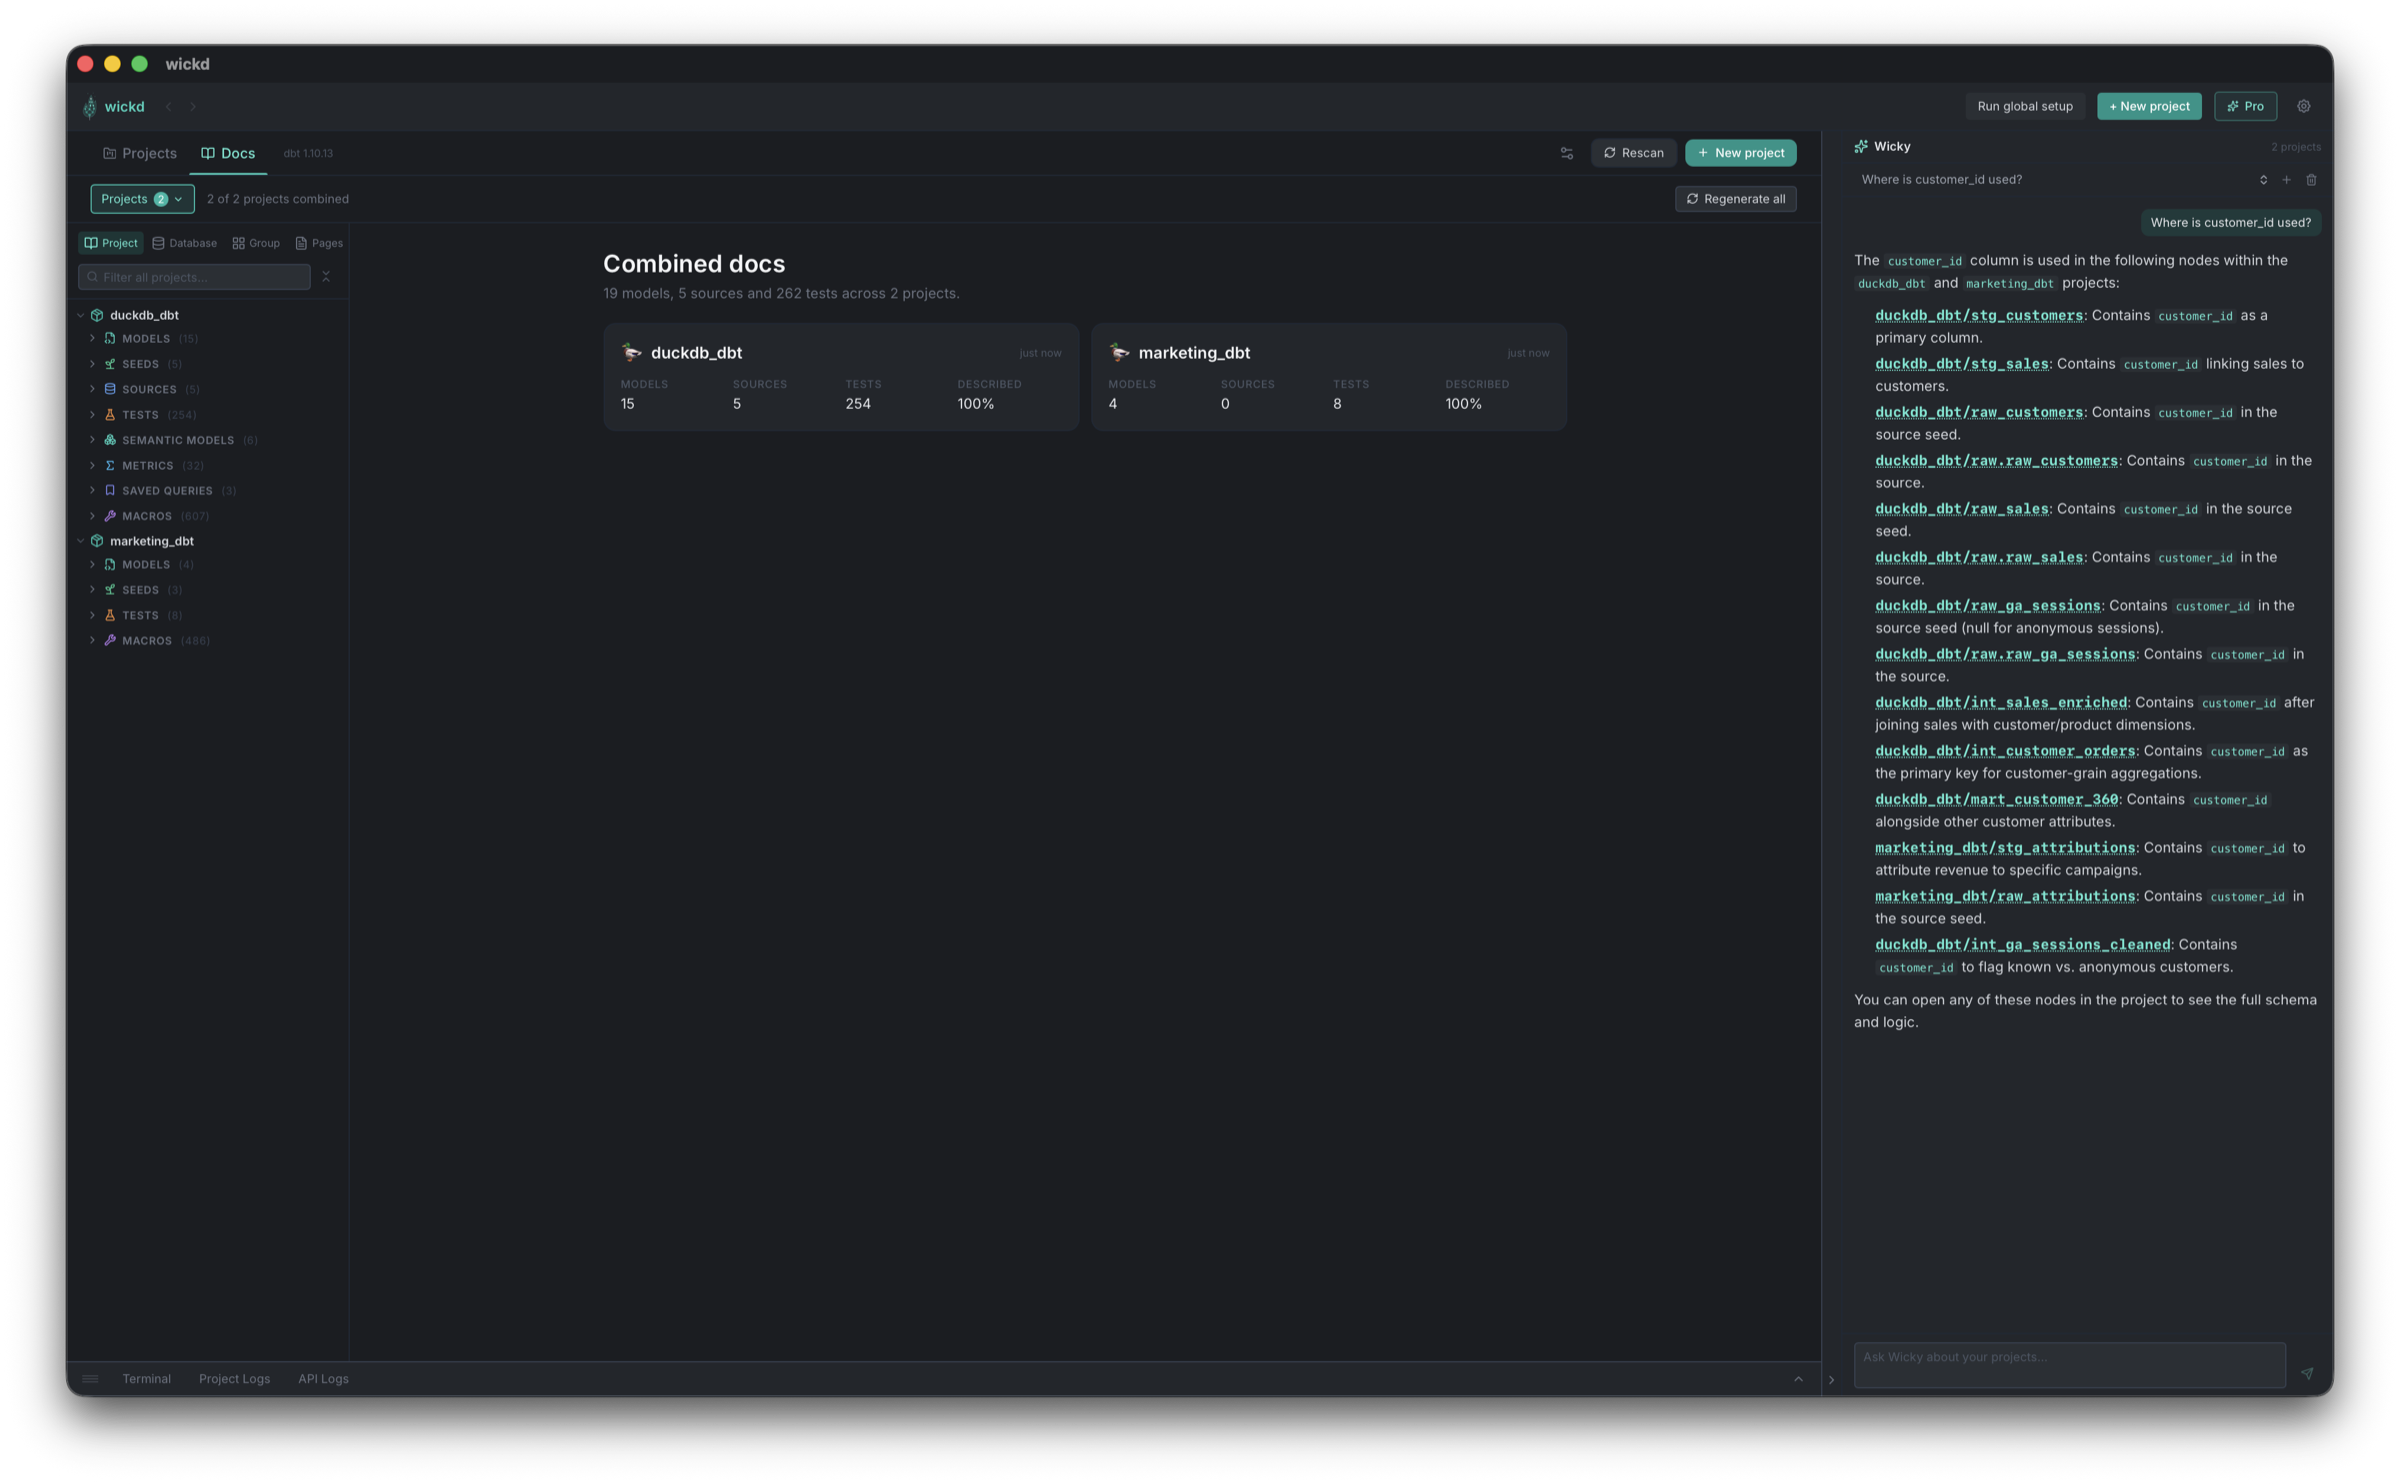 wickd
wickd
Run global setup
+ New project
Pro
Projects
Docs
dbt 1.10.13
Rescan
+ New project
Projects 2
2 of 2 projects combined
Regenerate all
Project
Database
Group
Pages
Filter all projects...
duckdb_dbt
MODELS (15)
SEEDS (5)
SOURCES (5)
TESTS (254)
SEMANTIC MODELS (6)
METRICS (32)
SAVED QUERIES (3)
MACROS (607)
marketing_dbt
MODELS (4)
SEEDS (3)
TESTS (8)
MACROS (486)
Combined docs
19 models, 5 sources and 262 tests across 2 projects.
duckdb_dbt
just now
MODELS SOURCES TESTS DESCRIBED
15 5 254 100%
marketing_dbt
just now
MODELS SOURCES TESTS DESCRIBED
4 0 8 100%
Wicky
2 projects
Where is customer_id used?
Where is customer_id used?
The customer_id column is used in the following nodes within the
duckdb_dbt and marketing_dbt projects:
duckdb_dbt/stg_customers: Contains customer_id as a
primary column.
duckdb_dbt/stg_sales: Contains customer_id linking sales to
customers.
duckdb_dbt/raw_customers: Contains customer_id in the
source seed.
duckdb_dbt/raw.raw_customers: Contains customer_id in the
source.
duckdb_dbt/raw_sales: Contains customer_id in the source
seed.
duckdb_dbt/raw.raw_sales: Contains customer_id in the
source.
duckdb_dbt/raw_ga_sessions: Contains customer_id in the
source seed (null for anonymous sessions).
duckdb_dbt/raw.raw_ga_sessions: Contains customer_id in
the source.
duckdb_dbt/int_sales_enriched: Contains customer_id after
joining sales with customer/product dimensions.
duckdb_dbt/int_customer_orders: Contains customer_id as
the primary key for customer-grain aggregations.
duckdb_dbt/mart_customer_360: Contains customer_id
alongside other customer attributes.
marketing_dbt/stg_attributions: Contains customer_id to
attribute revenue to specific campaigns.
marketing_dbt/raw_attributions: Contains customer_id in
the source seed.
duckdb_dbt/int_ga_sessions_cleaned: Contains
customer_id to flag known vs. anonymous customers.
You can open any of these nodes in the project to see the full schema
and logic.
Ask Wicky about your projects...
Terminal
Project Logs
API Logs